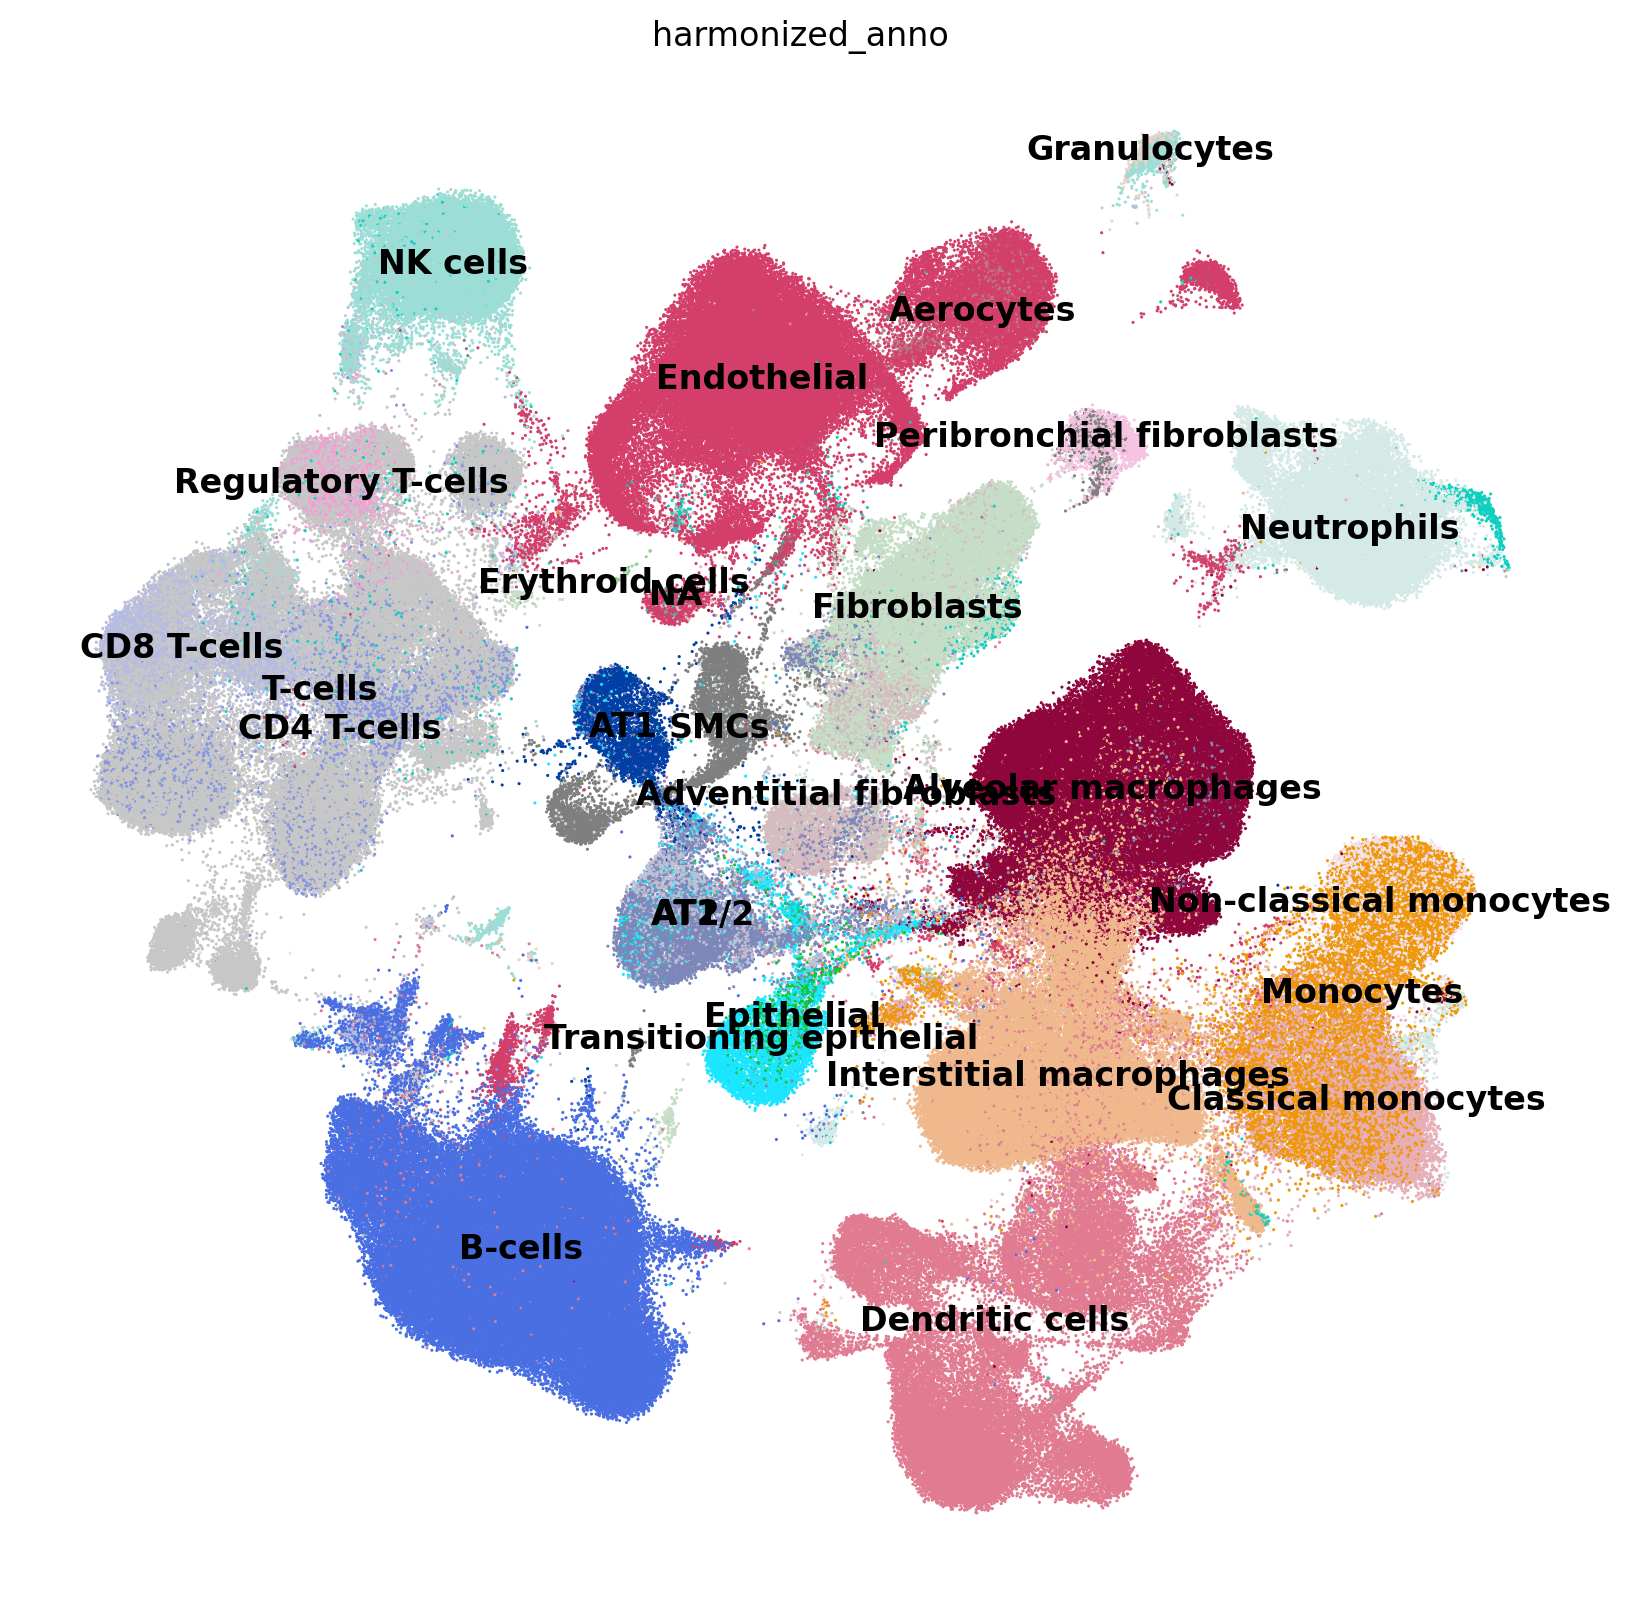 harmonized_anno
Granulocytes
NK cells
Aerocytes
Endothelial
Peribronchial fibroblasts
Regulatory T-cells
Neutrophils
Erythroid cells
NA
Fibroblasts
CD8 T-cells
T-cells
CD4 T-cells
AT1
SMCs
Adventitial fibroblasts
Alveolar macrophages
Non-classical monocytes
AT2
AT1/2
Monocytes
Epithelial
Transitioning epithelial
Interstitial macrophages
Classical monocytes
B-cells
Dendritic cells